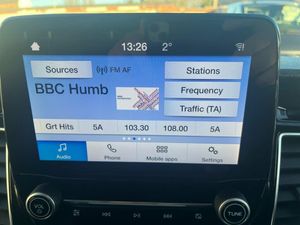 13:26 2°
Sources FM AF Stations
BBC Humb
Frequency
Traffic (TA)
Grt Hits 5A 103.30 108.00 5A
Audio Phone Mobile apps Settings
VOL TUNE